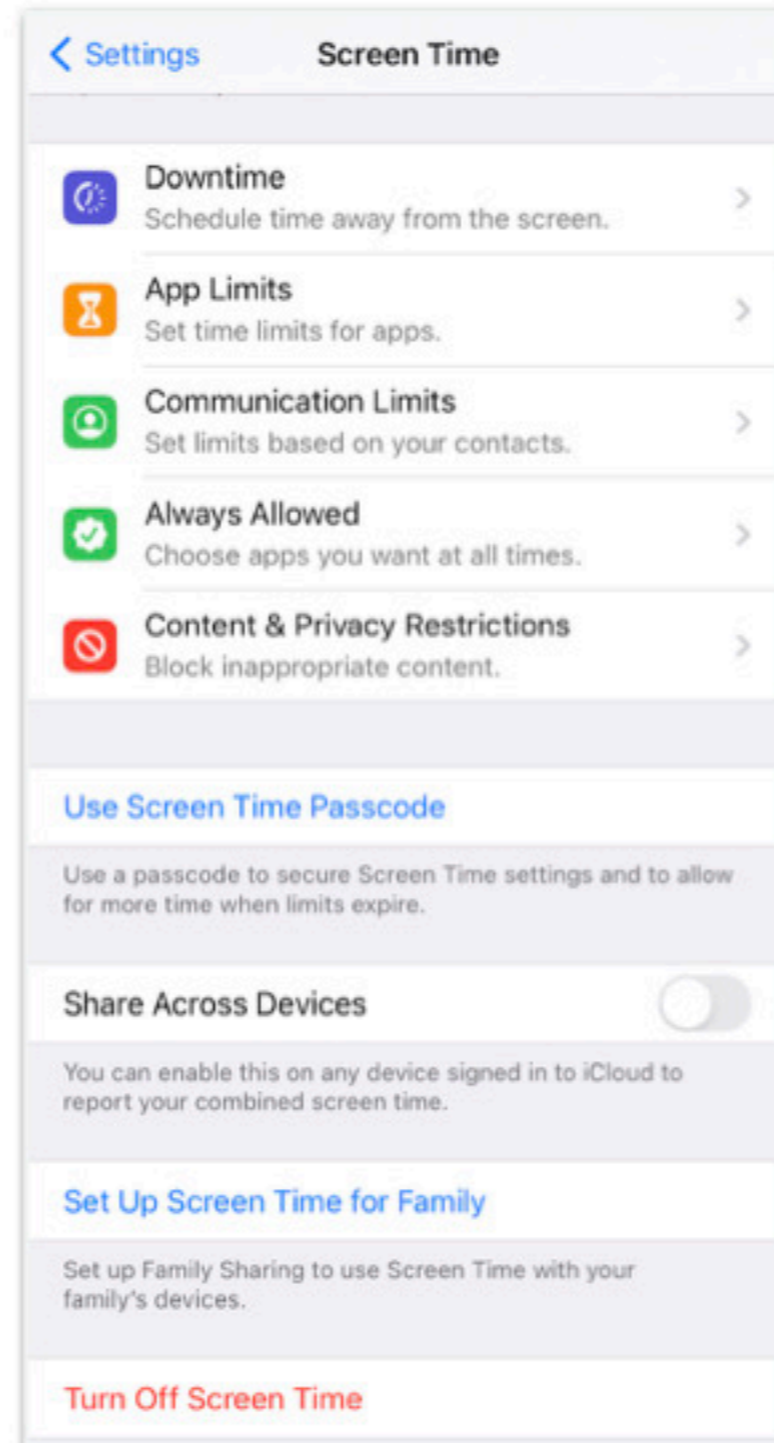 Settings
Screen Time
Downtime
Schedule time away from the screen.
App Limits
Set time limits for apps.
Communication Limits
Set limits based on your contacts.
Always Allowed
Choose apps you want at all times.
Content & Privacy Restrictions
Block inappropriate content.
Use Screen Time Passcode
Use a passcode to secure Screen Time settings and to allow
for more time when limits expire.
Share Across Devices
You can enable this on any device signed in to iCloud to
report your combined screen time.
Set Up Screen Time for Family
Set up Family Sharing to use Screen Time with your
family's devices.
Turn Off Screen Time